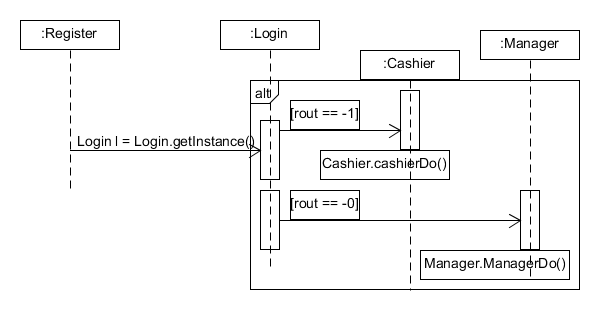 :Register
:Login
:Cashier
:Manager
alt
[rout == -1]
Login l = Login.getInstance()
Cashier.cashierDo()
[rout == -0]
Manager.ManagerDo()